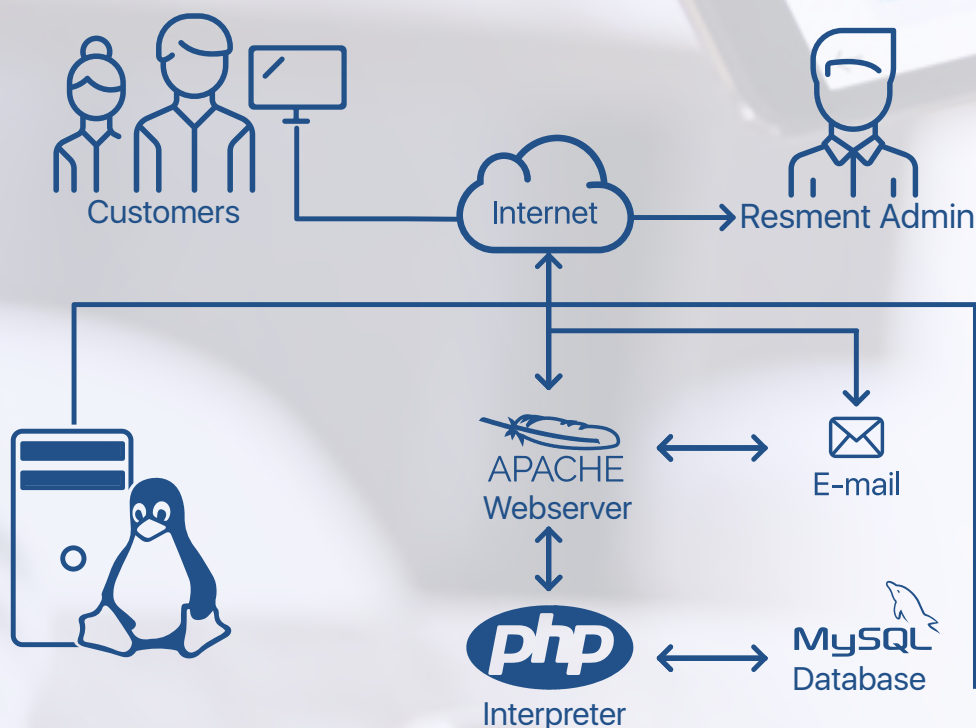 Customers
Internet
Resment Admin
APACHE
Webserver
E-mail
php
Interpreter
MySQL
Database